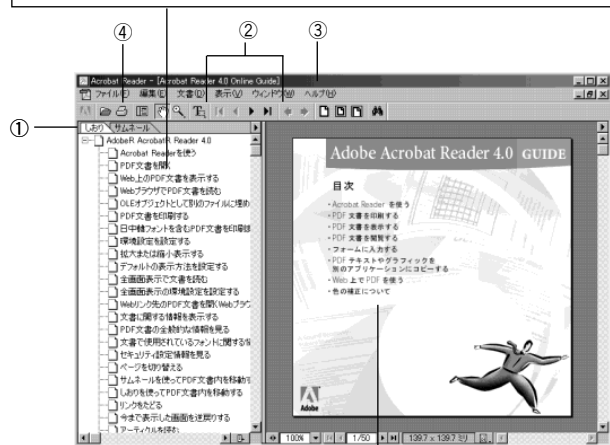 ④
②
③
①
Acrobat Reader - [Acrobat Reader 4.0 Online Guide]
ファイル(F) 編集(E) 文書(D) 表示(V) ウィンドウ(W) ヘルプ(H)
しおり サムネール
AdobeR AcrobatR Reader 4.0
Acrobat Readerを使う
PDF文書を開く
Web上のPDF文書を表示する
WebブラウザでPDF文書を読む
OLEオブジェクトとして別のファイルに埋め
PDF文書を印刷する
日中韓フォントを含むPDF文書を印刷
環境設定を設定する
拡大または縮小表示する
デフォルトの表示方法を設定する
全画面表示で文書を読む
全画面表示の環境設定を設定する
Webリンク先のPDF文書を開く(Webブラウ
文書に関する情報を表示する
PDF文書の全般的な情報を見る
文書で使用されているフォントに関する情
セキュリティ設定情報を見る
ページを切り替える
サムネールを使ってPDF文書内を移動す
しおりを使ってPDF文書内を移動する
リンクをたどる
今まで表示した画面を逆戻りする
アーティクルを読む
Adobe Acrobat Reader 4.0 GUIDE
目次
・Acrobat Reader を使う
・PDF 文書を印刷する
・PDF 文書を表示する
・PDF 文書を閲覧する
・フォームに入力する
・PDF テキストやグラフィックを
別のアプリケーションにコピーする
・Web 上で PDF を使う
・色の補正について
Adobe
100% 1/50 139.7 x 139.7 ミリ